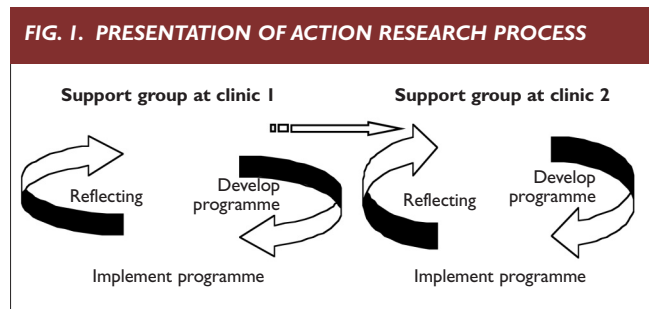 FIG. 1. PRESENTATION OF ACTION RESEARCH PROCESS
Support group at clinic 1
Support group at clinic 2
Reflecting
Develop
programme
Implement programme
Reflecting
Develop
programme
Implement programme